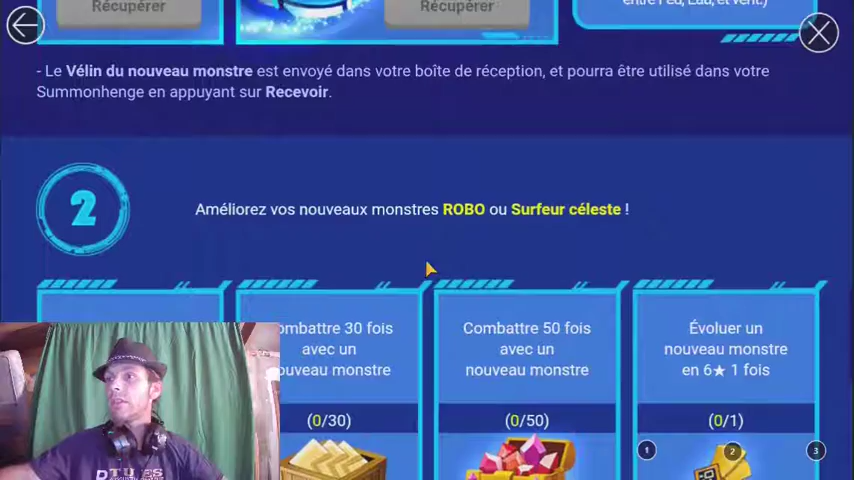 Récupérer
Récupérer
entre Feu, Eau, et Vent.)
- Le Vélin du nouveau monstre est envoyé dans votre boîte de réception, et pourra être utilisé dans votre
Summonhenge en appuyant sur Recevoir.
2
Améliorez vos nouveaux monstres ROBO ou Surfeur céleste !
ombattre 30 fois
avec un
ouveau monstre
(0/30)
Combattre 50 fois
avec un
nouveau monstre
(0/50)
Évoluer un
nouveau monstre
en 6★ 1 fois
(0/1)
1
2
3